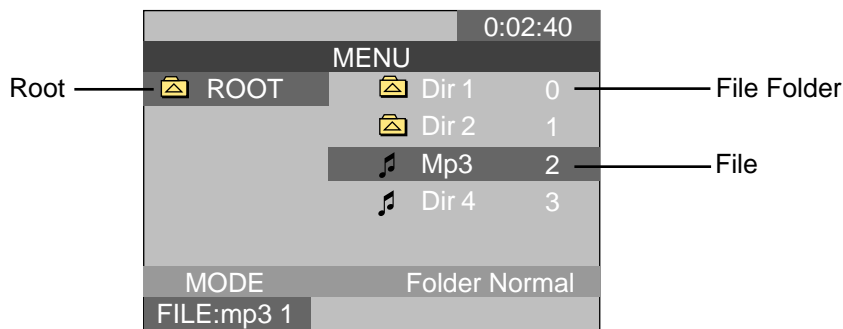 0:02:40
MENU
Root
ROOT
Dir 1 0
File Folder
Dir 2 1
Mp3 2
File
Dir 4 3
MODE Folder Normal
FILE:mp3 1